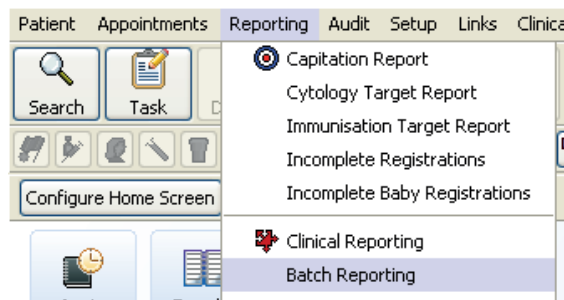 Patient Appointments Reporting Audit Setup Links
Capitation Report
Cytology Target Report
Search Task
Immunisation Target Report
Incomplete Registrations
Incomplete Baby Registrations
Configure Home Screen
Clinical Reporting
Batch Reporting